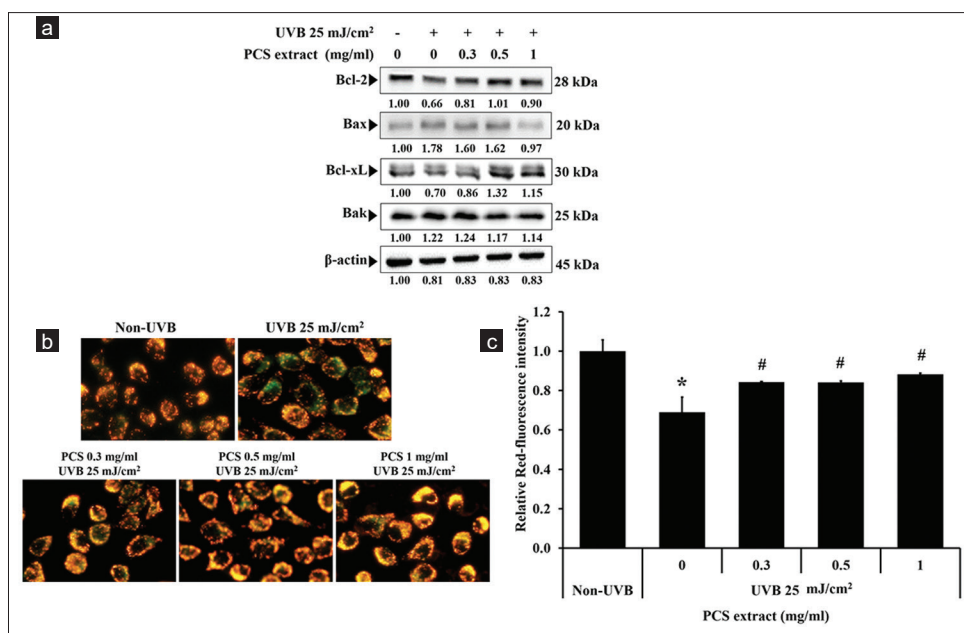 a
UVB 25 mJ/cm² - + + + +
PCS extract (mg/ml) 0 0 0.3 0.5 1
Bcl-2 28 kDa
1.00 0.66 0.81 1.01 0.90
Bax 20 kDa
1.00 1.78 1.60 1.62 0.97
Bcl-xL 30 kDa
1.00 0.70 0.86 1.32 1.15
Bak 25 kDa
1.00 1.22 1.24 1.17 1.14
β-actin 45 kDa
1.00 0.81 0.83 0.83 0.83
b
Non-UVB UVB 25 mJ/cm²
PCS 0.3 mg/ml PCS 0.5 mg/ml PCS 1 mg/ml
UVB 25 mJ/cm² UVB 25 mJ/cm² UVB 25 mJ/cm²
c
Relative Red-fluorescence intensity
1.2
1.0
0.8
0.6
0.4
0.2
0.0
* # # #
0 0.3 0.5 1
Non-UVB UVB 25 mJ/cm²
PCS extract (mg/ml)